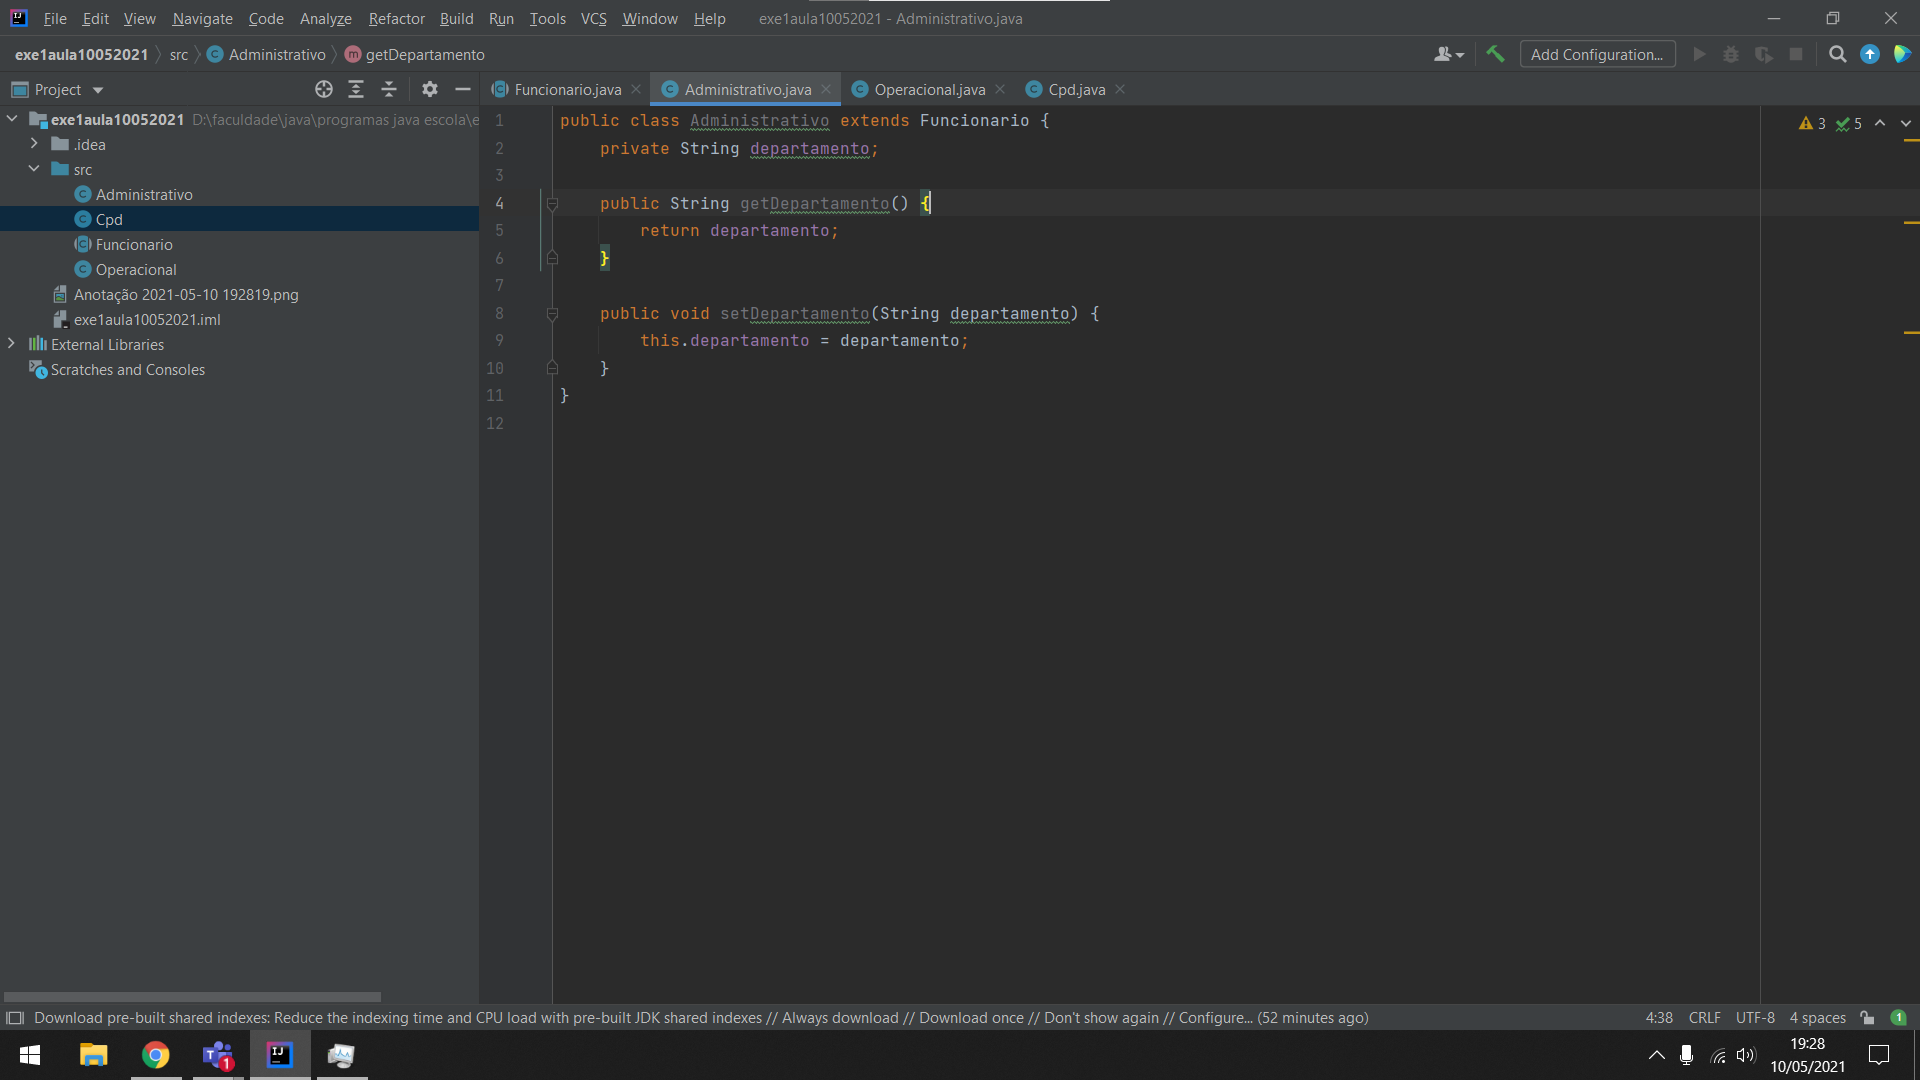 File Edit View Navigate Code Analyze Refactor Build Run Tools VCS Window Help exe1aula10052021 - Administrativo.java
exe1aula10052021 src Administrativo getDepartamento Add Configuration...
Project
Funcionario.java Administrativo.java Operacional.java Cpd.java
exe1aula10052021 D:\faculdade\java\programas java escola\e
.idea
src
Administrativo
Cpd
Funcionario
Operacional
Anotação 2021-05-10 192819.png
exe1aula10052021.iml
External Libraries
Scratches and Consoles
1 public class Administrativo extends Funcionario {
2 private String departamento;
3
4 public String getDepartamento() {
5 return departamento;
6 }
7
8 public void setDepartamento(String departamento) {
9 this.departamento = departamento;
10 }
11 }
12
3 5
Download pre-built shared indexes: Reduce the indexing time and CPU load with pre-built JDK shared indexes // Always download // Download once // Don't show again // Configure... (52 minutes ago) 4:38 CRLF UTF-8 4 spaces 1
19:28
10/05/2021